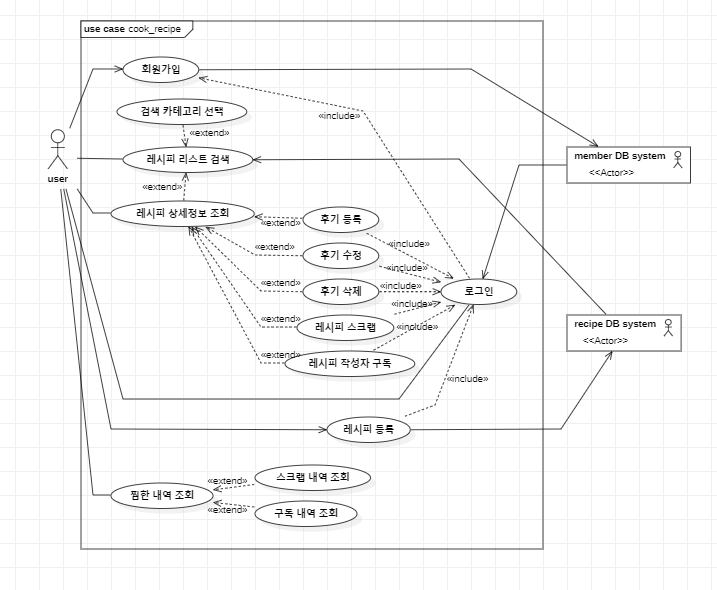 use case cook_recipe
회원가입
«include»
검색 카테고리 선택
«extend»
user
레시피 리스트 검색
member DB system
<<Actor>>
«extend»
레시피 상세정보 조회
«extend»
후기 등록
«include»
«extend»
후기 수정
«include»
«extend»
후기 삭제
«include»
로그인
«include»
«extend»
레시피 스크랩
«include»
recipe DB system
<<Actor>>
«extend»
레시피 작성자 구독
«include»
레시피 등록
«extend»
스크랩 내역 조회
찜한 내역 조회
«extend»
구독 내역 조회